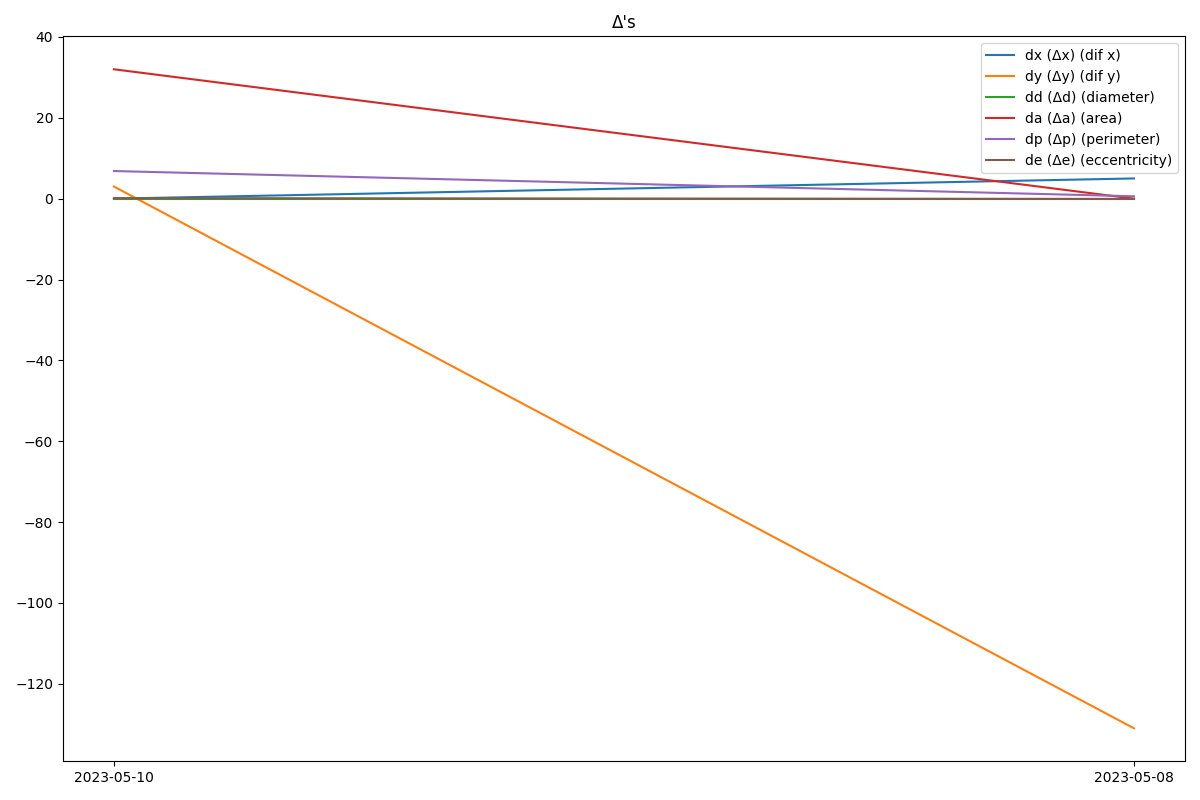 Δ's
40
20
0
−20
−40
−60
−80
−100
−120
dx (Δx) (dif x)
dy (Δy) (dif y)
dd (Δd) (diameter)
da (Δa) (area)
dp (Δp) (perimeter)
de (Δe) (eccentricity)
2023-05-10
2023-05-08